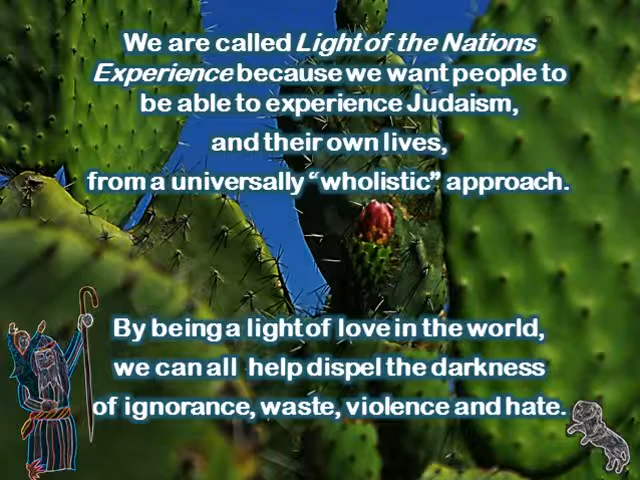 We are called Light of the Nations
Experience because we want people to
be able to experience Judaism,
and their own lives,
from a universally “wholistic” approach.
By being a light of love in the world,
we can all help dispel the darkness
of ignorance, waste, violence and hate.